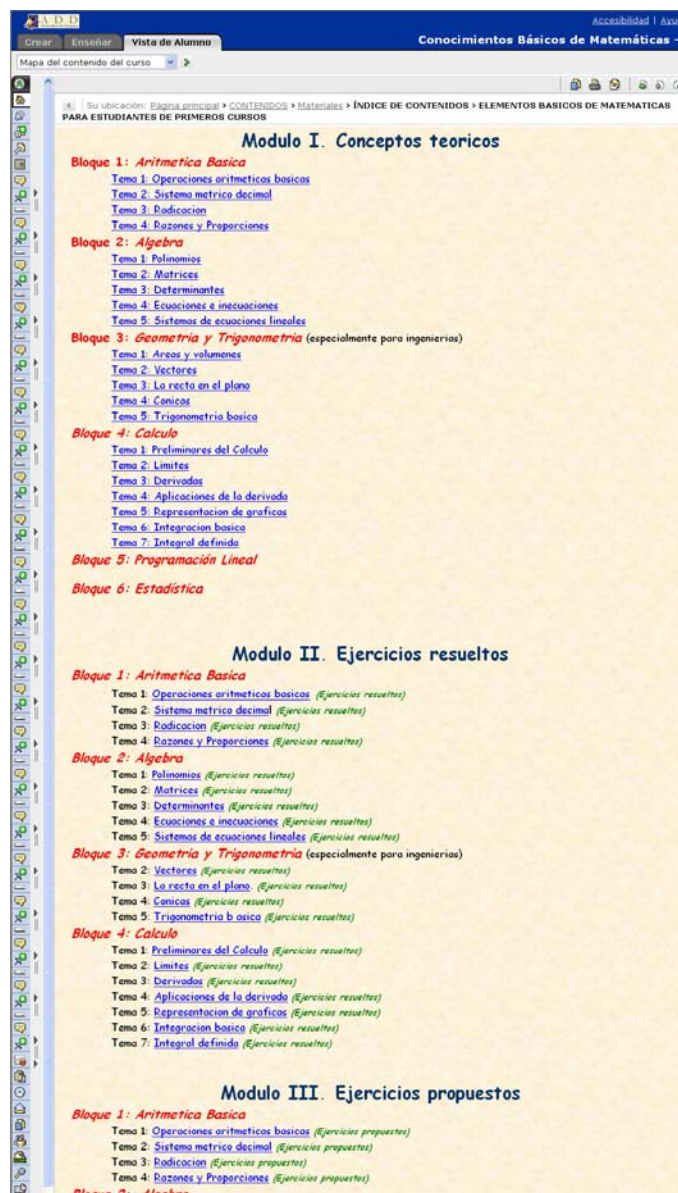 A D D
Accesibilidad | Ayu
Crear Enseñar Vista de Alumno
Conocimientos Básicos de Matemáticas -
Mapa del contenido del curso
Su ubicación: Página principal > CONTENIDOS > Materiales > ÍNDICE DE CONTENIDOS > ELEMENTOS BASICOS DE MATEMATICAS
PARA ESTUDIANTES DE PRIMEROS CURSOS
Modulo I. Conceptos teoricos
Bloque 1: Aritmetica Basica
Tema 1: Operaciones aritmeticas basicas
Tema 2: Sistema metrico decimal
Tema 3: Radicacion
Tema 4: Razones y Proporciones
Bloque 2: Algebra
Tema 1: Polinomios
Tema 2: Matrices
Tema 3: Determinantes
Tema 4: Ecuaciones e inecuaciones
Tema 5: Sistemas de ecuaciones lineales
Bloque 3: Geometria y Trigonometria (especialmente para ingenierias)
Tema 1: Areas y volumenes
Tema 2: Vectores
Tema 3: La recta en el plano
Tema 4: Conicas
Tema 5: Trigonometria basica
Bloque 4: Calculo
Tema 1: Preliminares del Calculo
Tema 2: Limites
Tema 3: Derivadas
Tema 4: Aplicaciones de la derivada
Tema 5: Representacion de graficas
Tema 6: Integracion basica
Tema 7: Integral definida
Bloque 5: Programación Lineal
Bloque 6: Estadística
Modulo II. Ejercicios resueltos
Bloque 1: Aritmetica Basica
Tema 1: Operaciones aritmeticas basicas (Ejercicios resueltos)
Tema 2: Sistema metrico decimal (Ejercicios resueltos)
Tema 3: Radicacion (Ejercicios resueltos)
Tema 4: Razones y Proporciones (Ejercicios resueltos)
Bloque 2: Algebra
Tema 1: Polinomios (Ejercicios resueltos)
Tema 2: Matrices (Ejercicios resueltos)
Tema 3: Determinantes (Ejercicios resueltos)
Tema 4: Ecuaciones e inecuaciones (Ejercicios resueltos)
Tema 5: Sistemas de ecuaciones lineales (Ejercicios resueltos)
Bloque 3: Geometria y Trigonometria (especialmente para ingenierias)
Tema 2: Vectores (Ejercicios resueltos)
Tema 3: La recta en el plano. (Ejercicios resueltos)
Tema 4: Conicas (Ejercicios resueltos)
Tema 5: Trigonometria b asica (Ejercicios resueltos)
Bloque 4: Calculo
Tema 1: Preliminares del Calculo (Ejercicios resueltos)
Tema 2: Limites (Ejercicios resueltos)
Tema 3: Derivadas (Ejercicios resueltos)
Tema 4: Aplicaciones de la derivada (Ejercicios resueltos)
Tema 5: Representacion de graficas (Ejercicios resueltos)
Tema 6: Integracion basica (Ejercicios resueltos)
Tema 7: Integral definida (Ejercicios resueltos)
Modulo III. Ejercicios propuestos
Bloque 1: Aritmetica Basica
Tema 1: Operaciones aritmeticas basicas (Ejercicios propuestos)
Tema 2: Sistema metrico decimal (Ejercicios propuestos)
Tema 3: Radicacion (Ejercicios propuestos)
Tema 4: Razones y Proporciones (Ejercicios propuestos)
Bloque 2: Algebra